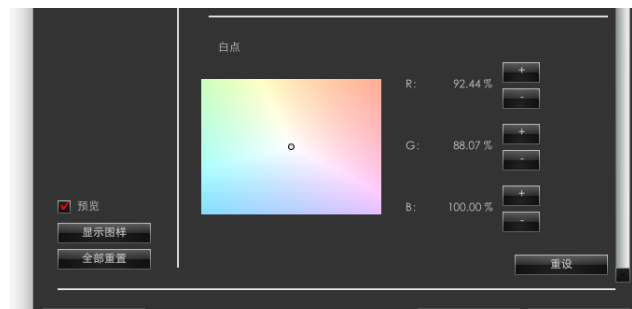 白点
R: 92.44 % +
-
G: 88.07 % +
-
B: 100.00 % +
-
预览
显示图样
全部重置
重设